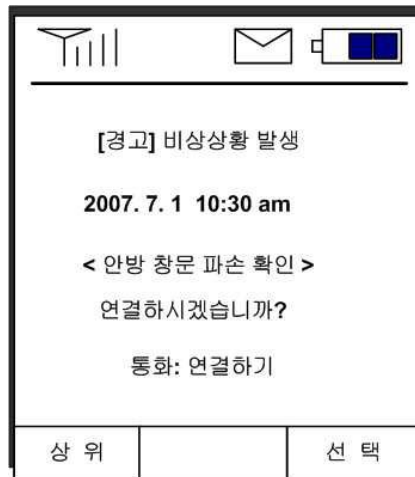 [경고] 비상상황 발생
2007. 7. 1 10:30 am
< 안방 창문 파손 확인 >
연결하시겠습니까?
통화: 연결하기
상 위
선 택